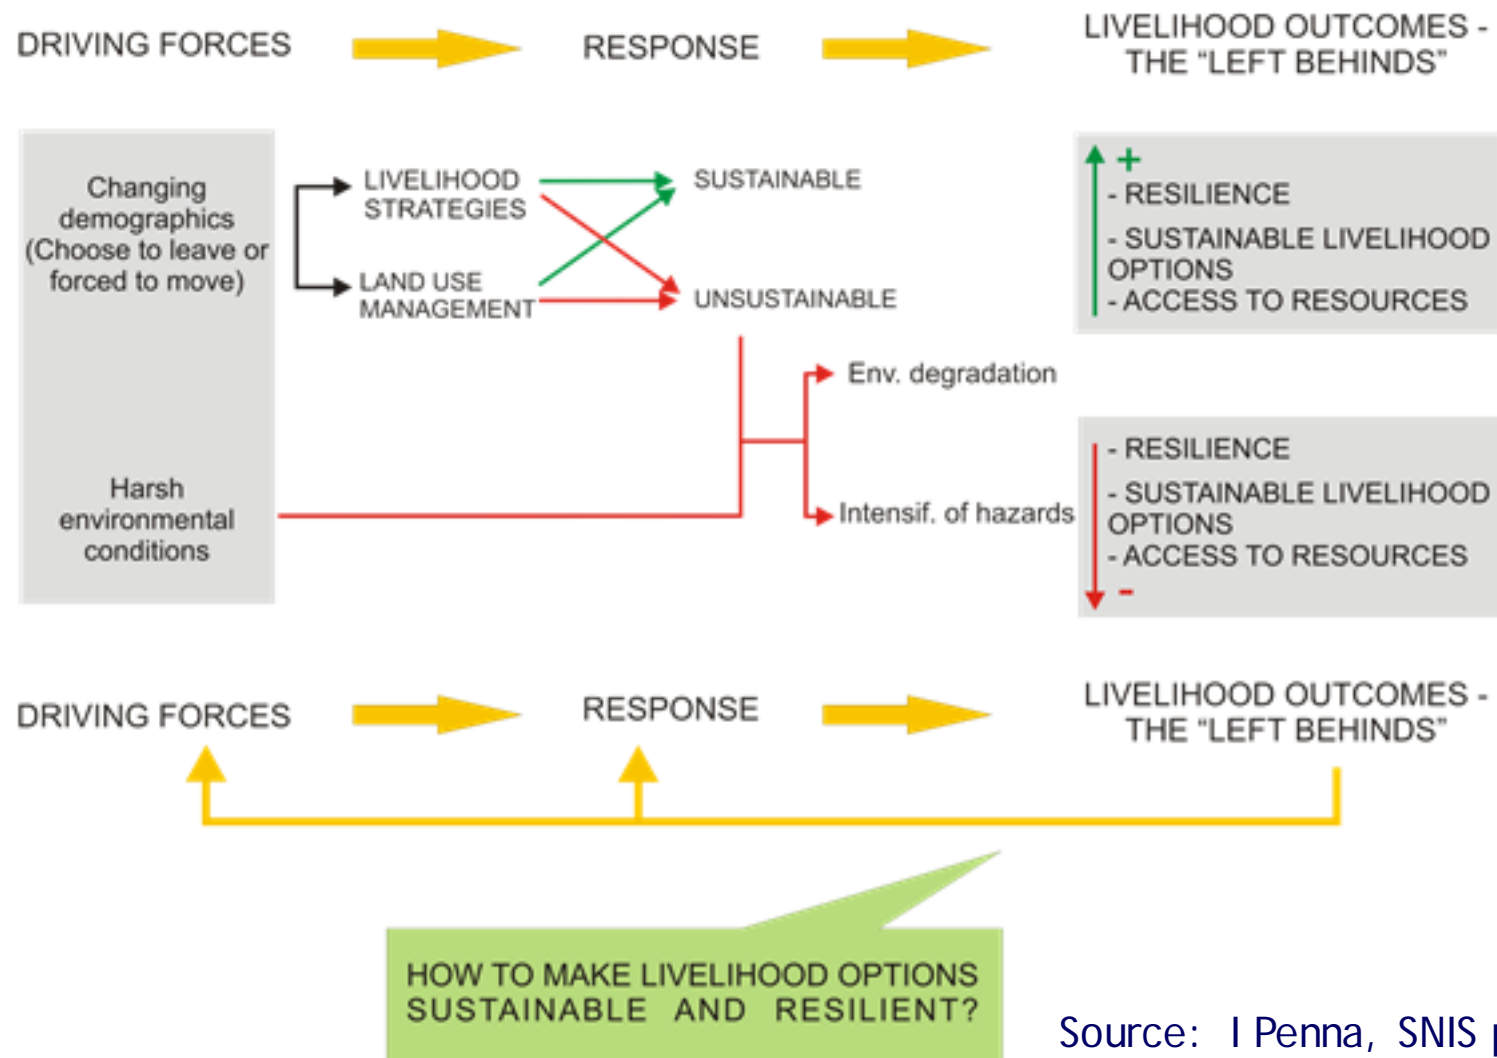 DRIVING FORCES
RESPONSE
LIVELIHOOD OUTCOMES -
THE “LEFT BEHINDS”
Changing
demographics
(Choose to leave or
forced to move)
Harsh
environmental
conditions
LIVELIHOOD
STRATEGIES
LAND USE
MANAGEMENT
SUSTAINABLE
UNSUSTAINABLE
Env. degradation
Intensif. of hazards
+
- RESILIENCE
- SUSTAINABLE LIVELIHOOD
OPTIONS
- ACCESS TO RESOURCES
- RESILIENCE
- SUSTAINABLE LIVELIHOOD
OPTIONS
- ACCESS TO RESOURCES
-
DRIVING FORCES
RESPONSE
LIVELIHOOD OUTCOMES -
THE “LEFT BEHINDS”
HOW TO MAKE LIVELIHOOD OPTIONS
SUSTAINABLE AND RESILIENT?
Source: I Penna, SNIS